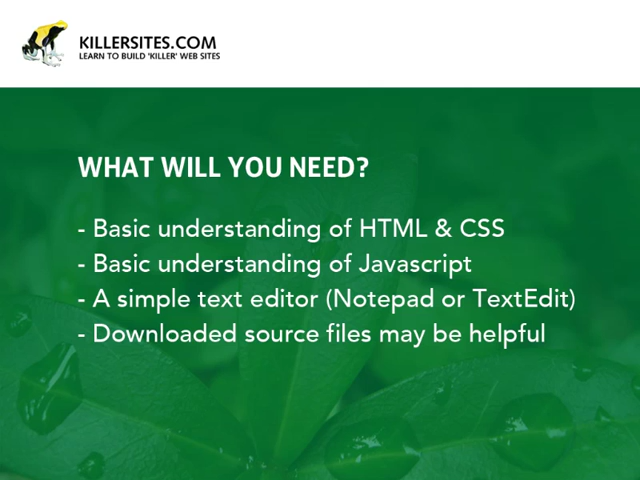 KILLERSITES.COM
LEARN TO BUILD 'KILLER' WEB SITES
WHAT WILL YOU NEED?
- Basic understanding of HTML & CSS
- Basic understanding of Javascript
- A simple text editor (Notepad or TextEdit)
- Downloaded source files may be helpful